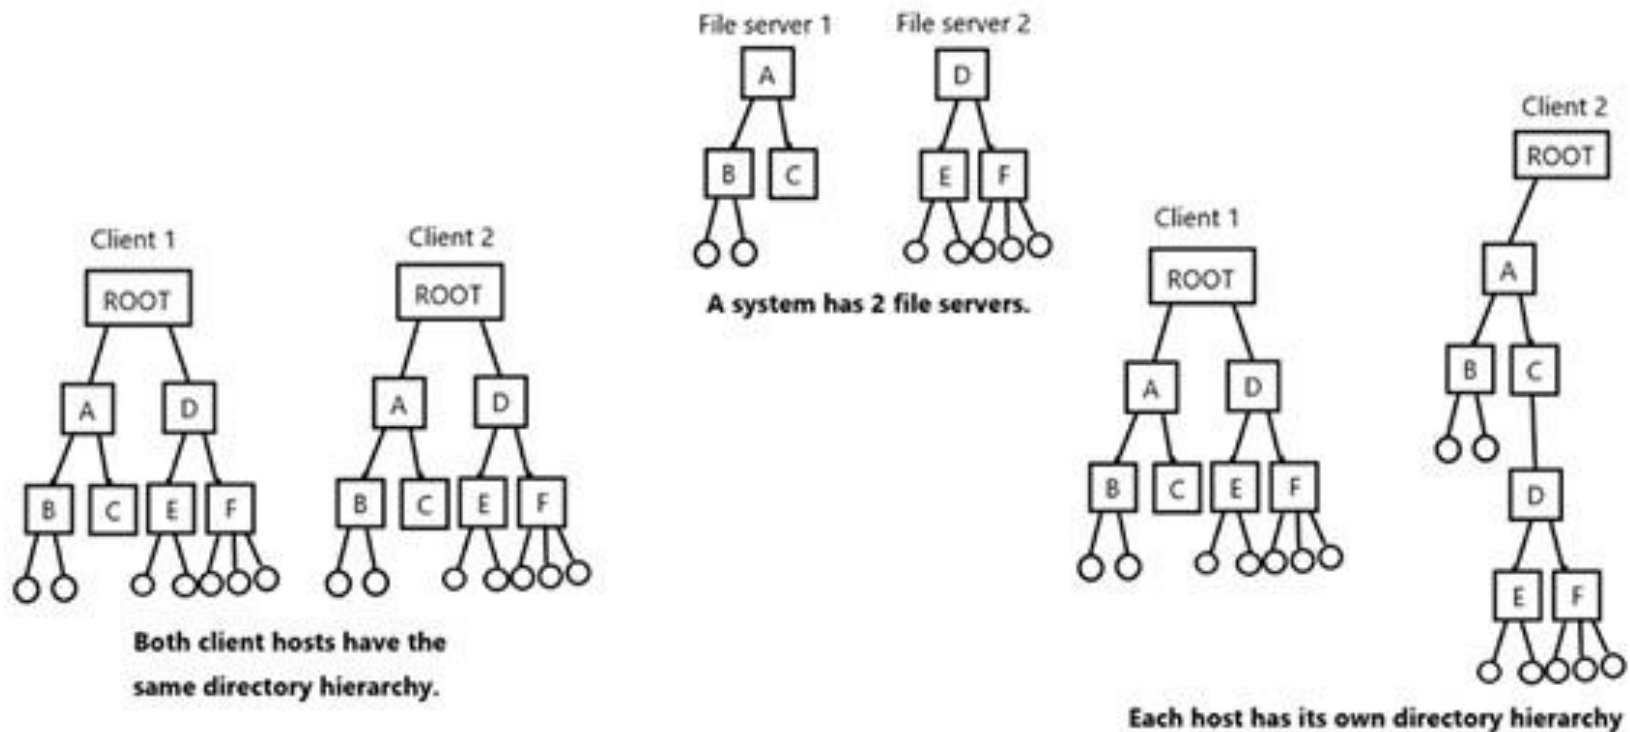 File server 1
File server 2
A
D
B
C
E
F
A system has 2 file servers.
Client 1
Client 2
ROOT
ROOT
A
D
A
D
B
C
E
F
B
C
E
F
Both client hosts have the
same directory hierarchy.
Client 1
ROOT
A
D
B
C
E
F
Client 2
ROOT
A
B
C
D
E
F
Each host has its own directory hierarchy